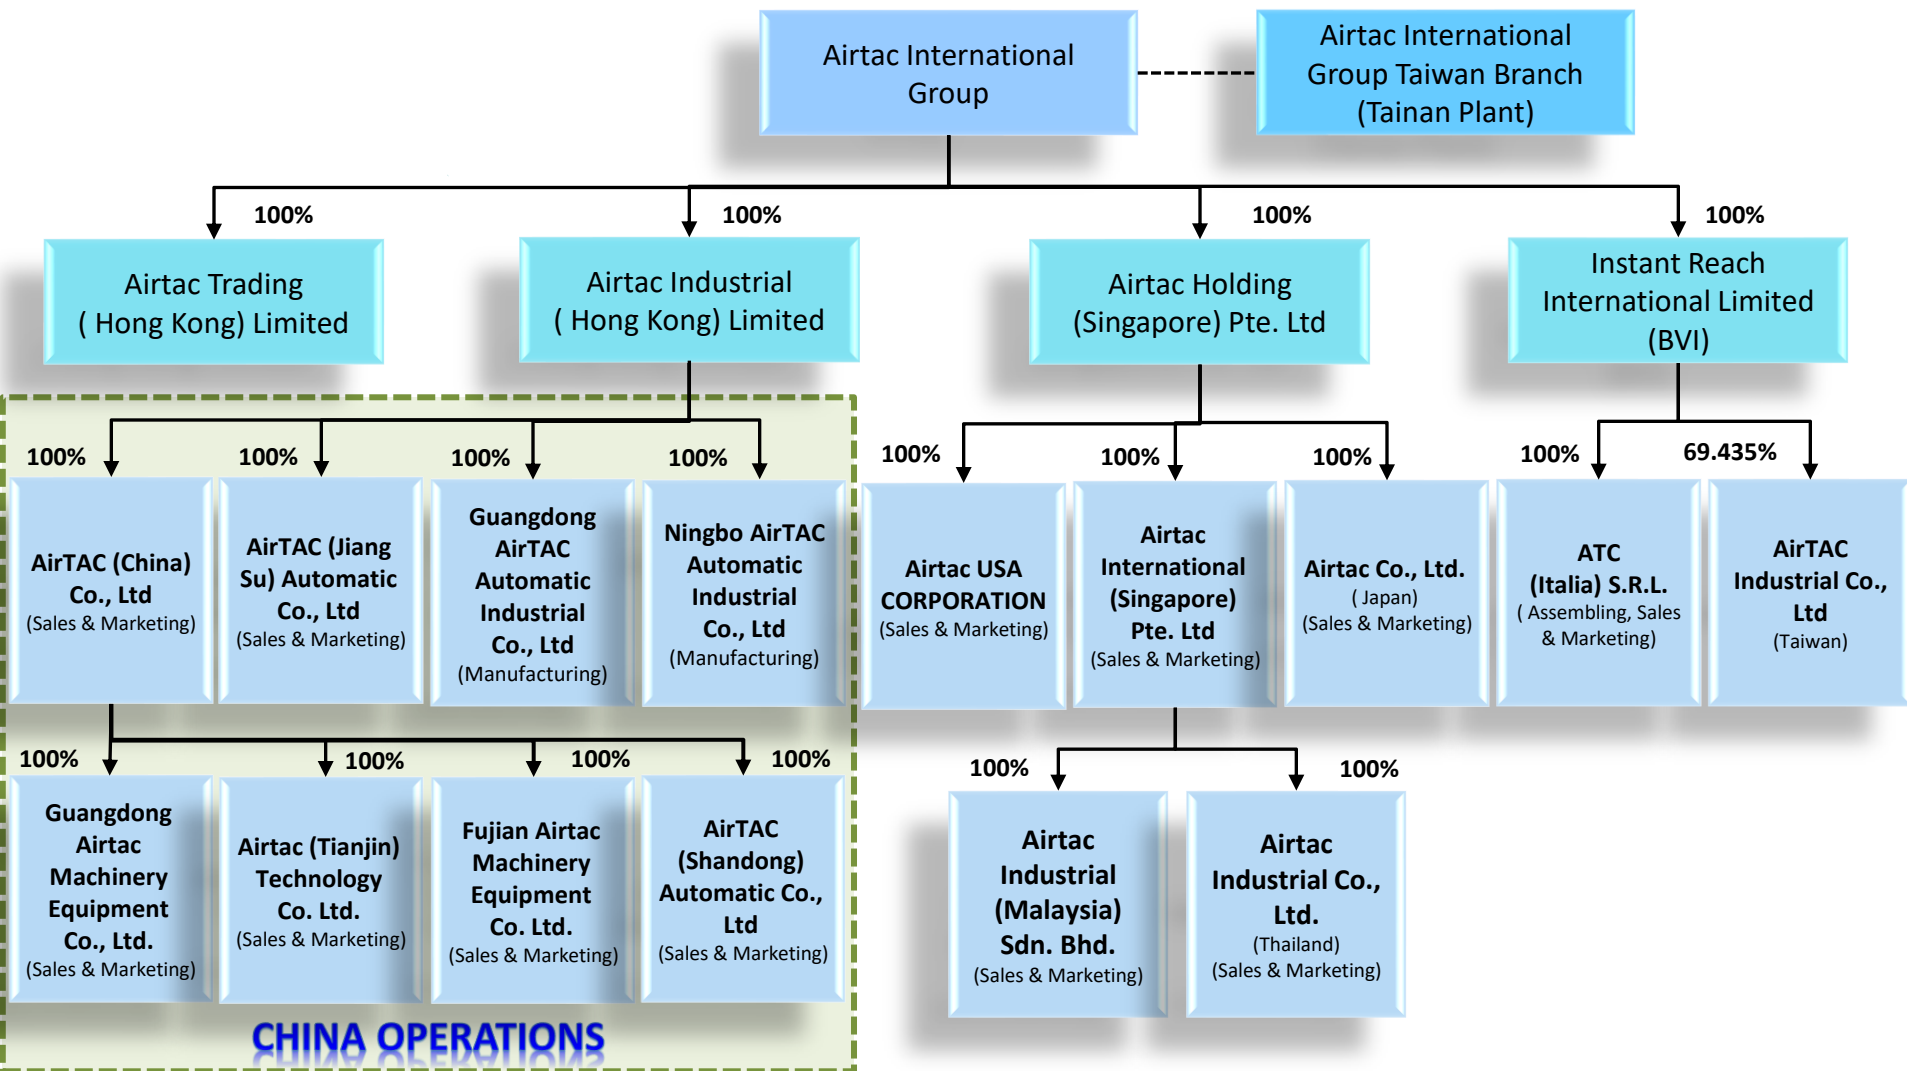 Airtac International
Group
Airtac International
Group Taiwan Branch
(Tainan Plant)
100%
100%
100%
100%
Airtac Trading
( Hong Kong) Limited
Airtac Industrial
( Hong Kong) Limited
Airtac Holding
(Singapore) Pte. Ltd
Instant Reach
International Limited
(BVI)
100%
100%
100%
100%
100%
100%
100%
100%
69.435%
AirTAC (China)
Co., Ltd
(Sales & Marketing)
AirTAC (Jiang
Su) Automatic
Co., Ltd
(Sales & Marketing)
Guangdong
AirTAC
Automatic
Industrial
Co., Ltd
(Manufacturing)
Ningbo AirTAC
Automatic
Industrial
Co., Ltd
(Manufacturing)
Airtac USA
CORPORATION
(Sales & Marketing)
Airtac
International
(Singapore)
Pte. Ltd
(Sales & Marketing)
Airtac Co., Ltd.
( Japan)
(Sales & Marketing)
ATC
(Italia) S.R.L.
( Assembling, Sales
& Marketing)
AirTAC
Industrial Co.,
Ltd
(Taiwan)
100%
100%
100%
100%
100%
100%
Guangdong
Airtac
Machinery
Equipment
Co., Ltd.
(Sales & Marketing)
Airtac (Tianjin)
Technology
Co. Ltd.
(Sales & Marketing)
Fujian Airtac
Machinery
Equipment
Co. Ltd.
(Sales & Marketing)
AirTAC
(Shandong)
Automatic Co.,
Ltd
(Sales & Marketing)
Airtac
Industrial
(Malaysia)
Sdn. Bhd.
(Sales & Marketing)
Airtac
Industrial Co.,
Ltd.
(Thailand)
(Sales & Marketing)
CHINA OPERATIONS